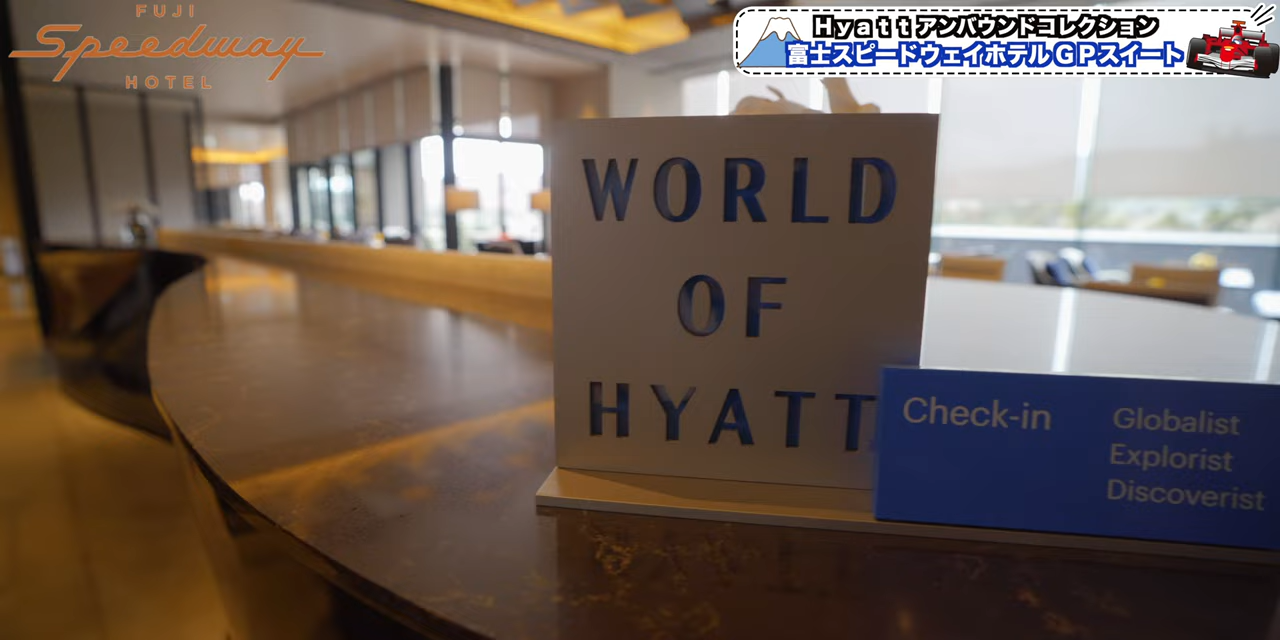 FUJI
Speedway
HOTEL
Hyattアンバウンドコレクション
富士スピードウェイホテルGPスイート
WORLD
OF
HYATT
Check-in
Globalist
Explorist
Discoverist